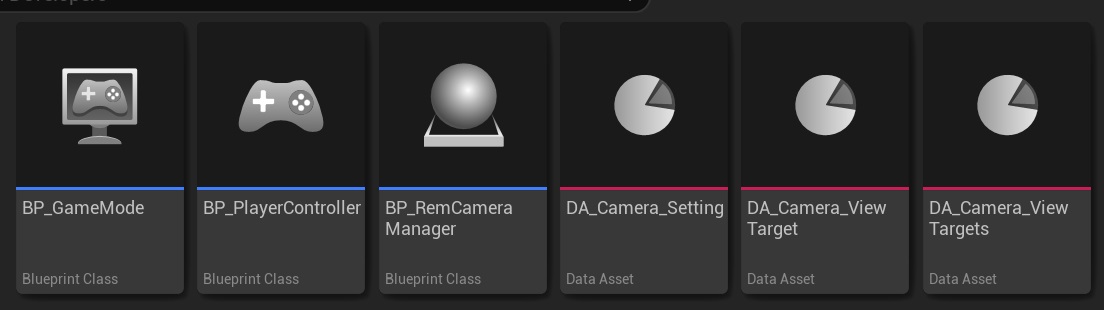 BP_GameMode
Blueprint Class
BP_PlayerController
Blueprint Class
BP_RemCamera
Manager
Blueprint Class
DA_Camera_Setting
Data Asset
DA_Camera_View
Target
Data Asset
DA_Camera_View
Targets
Data Asset